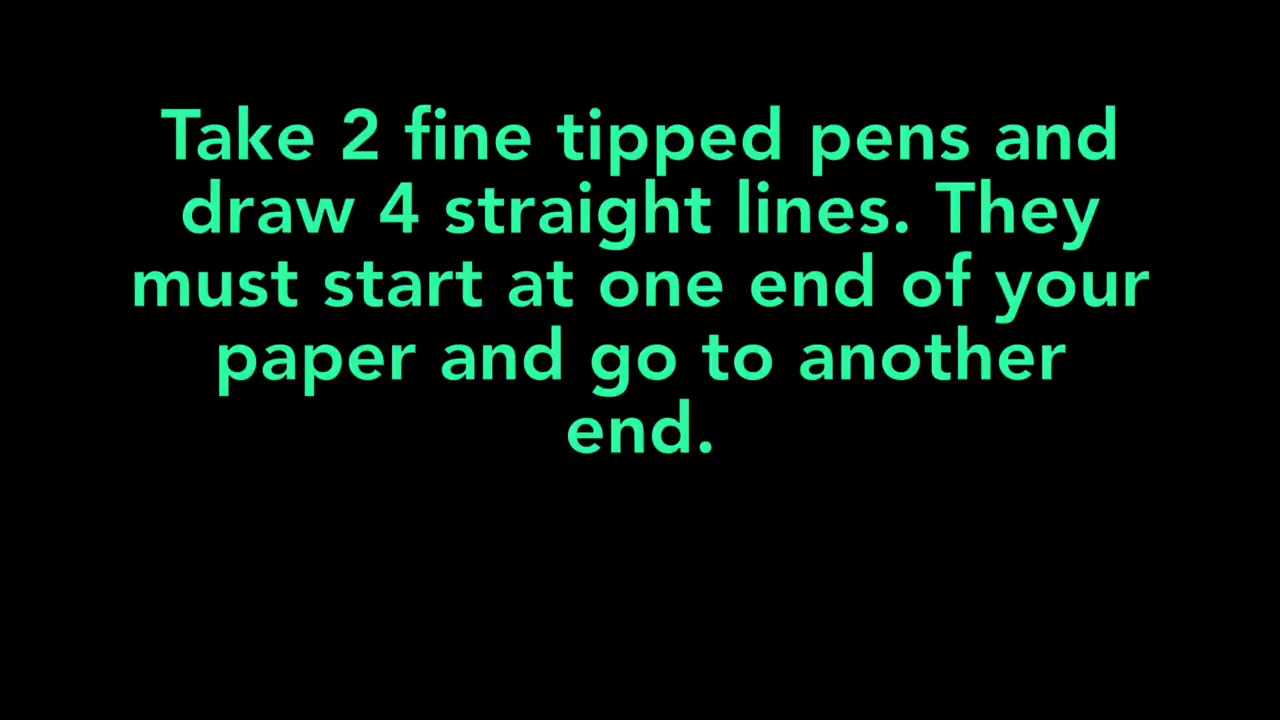 Take 2 fine tipped pens and
draw 4 straight lines. They
must start at one end of your
paper and go to another
end.